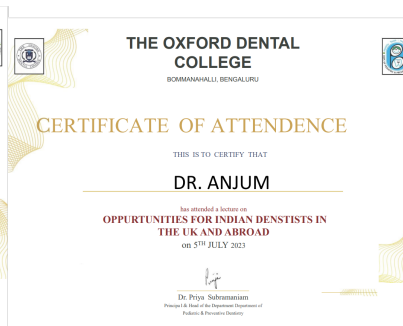 THE OXFORD DENTAL
COLLEGE
BOMMANAHALLI, BENGALURU
CERTIFICATE OF ATTENDENCE
THIS IS TO CERTIFY THAT
DR. ANJUM
has attended a lecture on
OPPURTUNITIES FOR INDIAN DENSTISTS IN
THE UK AND ABROAD
on 5TH JULY 2023
Dr. Priya Subramaniam
Principal & Head of the Department Department of
Pediatric & Preventive Dentistry